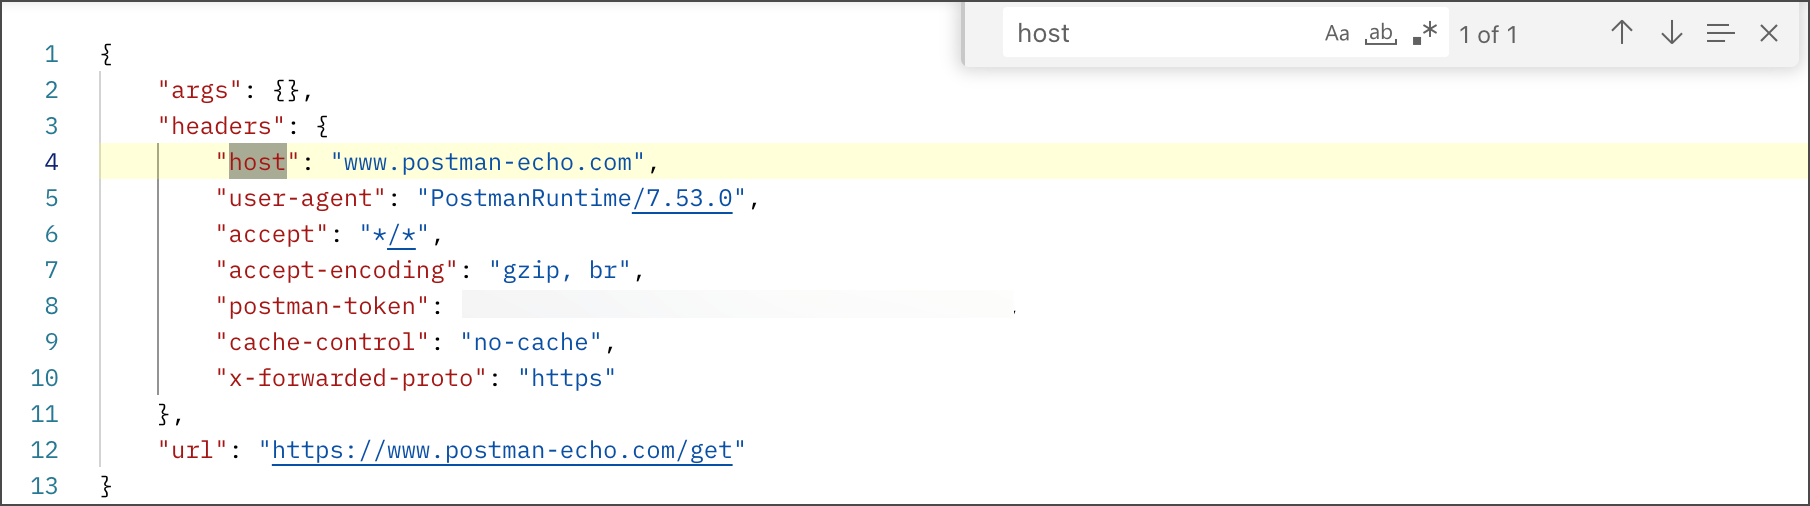 host Aa ab .* 1 of 1
1 {
2     "args": {},
3     "headers": {
4         "host": "www.postman-echo.com",
5         "user-agent": "PostmanRuntime/7.53.0",
6         "accept": "*/*",
7         "accept-encoding": "gzip, br",
8         "postman-token": ,
9         "cache-control": "no-cache",
10         "x-forwarded-proto": "https"
11     },
12     "url": "https://www.postman-echo.com/get"
13 }